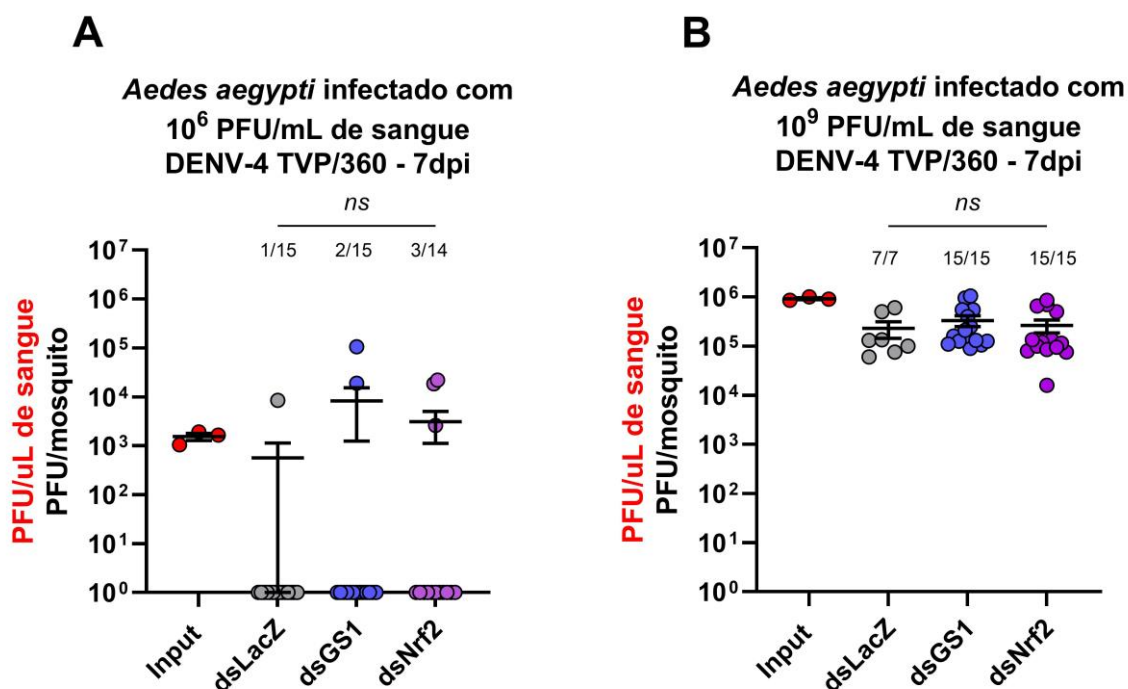 A
Aedes aegypti infectado com
10⁶ PFU/mL de sangue
DENV-4 TVP/360 - 7dpi
ns
1/15 2/15 3/14
10⁷
10⁶
10⁵
10⁴
10³
10²
10¹
10⁰
PFU/uL de sangue
PFU/mosquito
Input dsLacZ dsGS1 dsNrf2
B
Aedes aegypti infectado com
10⁹ PFU/mL de sangue
DENV-4 TVP/360 - 7dpi
ns
7/7 15/15 15/15
10⁷
10⁶
10⁵
10⁴
10³
10²
10¹
10⁰
PFU/uL de sangue
PFU/mosquito
Input dsLacZ dsGS1 dsNrf2